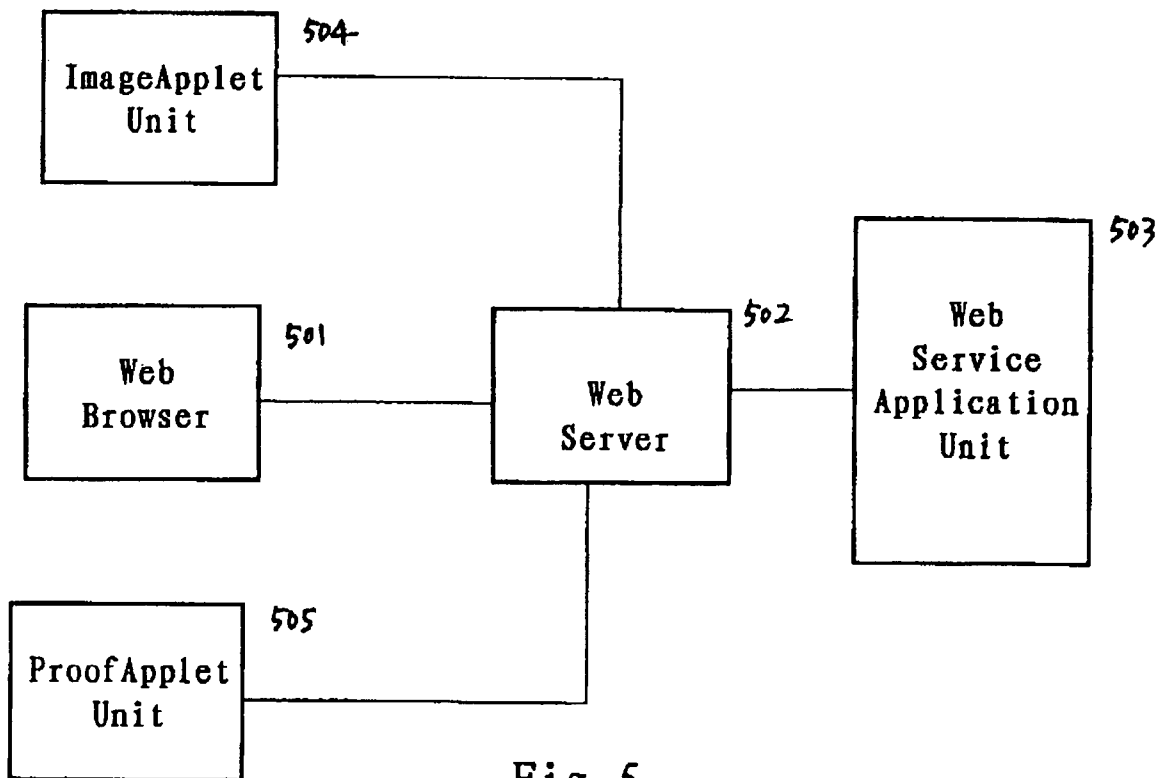 504
ImageApplet
Unit
503
501
Web
Browser
502
Web
Server
Web
Service
Application
Unit
505
ProofApplet
Unit
Fig. 5